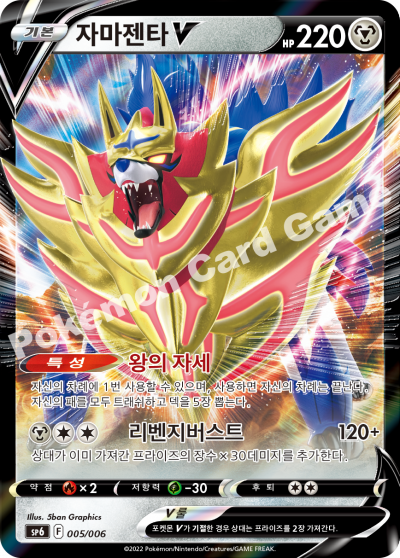 기본 자마젠타V HP 220
Pokémon Card Game
특성 왕의 자세
자신의 차례에 1번 사용할 수 있으며, 사용하면 자신의 차례는 끝난다.
자신의 패를 모두 트래쉬하고 덱을 5장 뽑는다.
리벤지버스트 120+
상대가 이미 가져간 프라이즈의 장수×30데미지를 추가한다.
약점 ×2 저항력 -30 후퇴
Illus. 5ban Graphics
V룰
포켓몬V가 기절한 경우 상대는 프라이즈를 2장 가져간다.
sp6 F 005/006
©2022 Pokémon/Nintendo/Creatures/GAME FREAK.